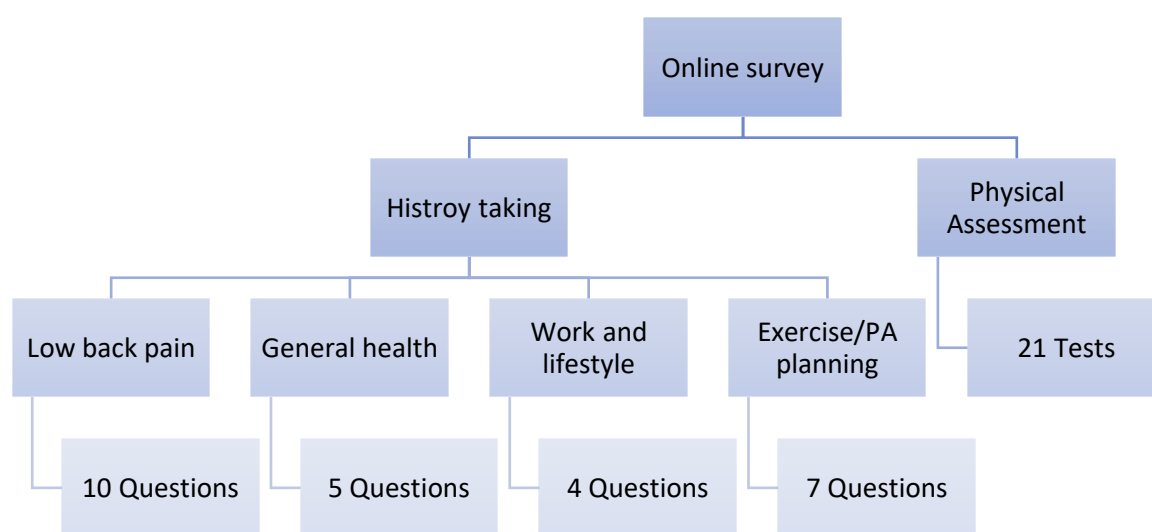 Online survey
Histroy taking
Physical
Assessment
Low back pain
General health
Work and
lifestyle
Exercise/PA
planning
21 Tests
10 Questions
5 Questions
4 Questions
7 Questions